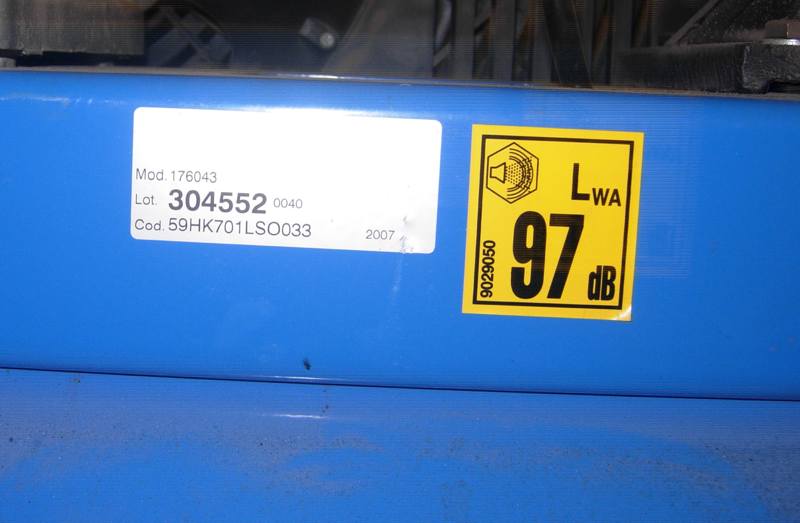 Mod. 176043
Lot. 304552 0040
Cod. 59HK701LSO033
2007
LWA
97 dB
9029050